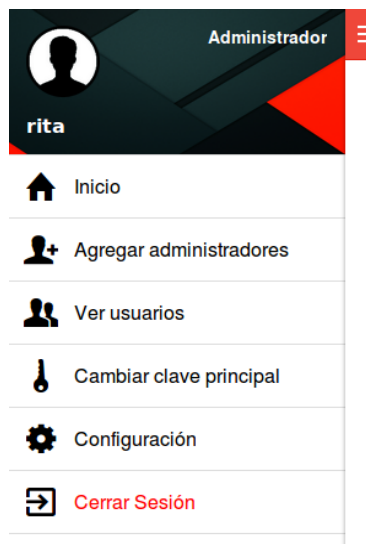 Administrador
rita
Inicio
Agregar administradores
Ver usuarios
Cambiar clave principal
Configuración
Cerrar Sesión